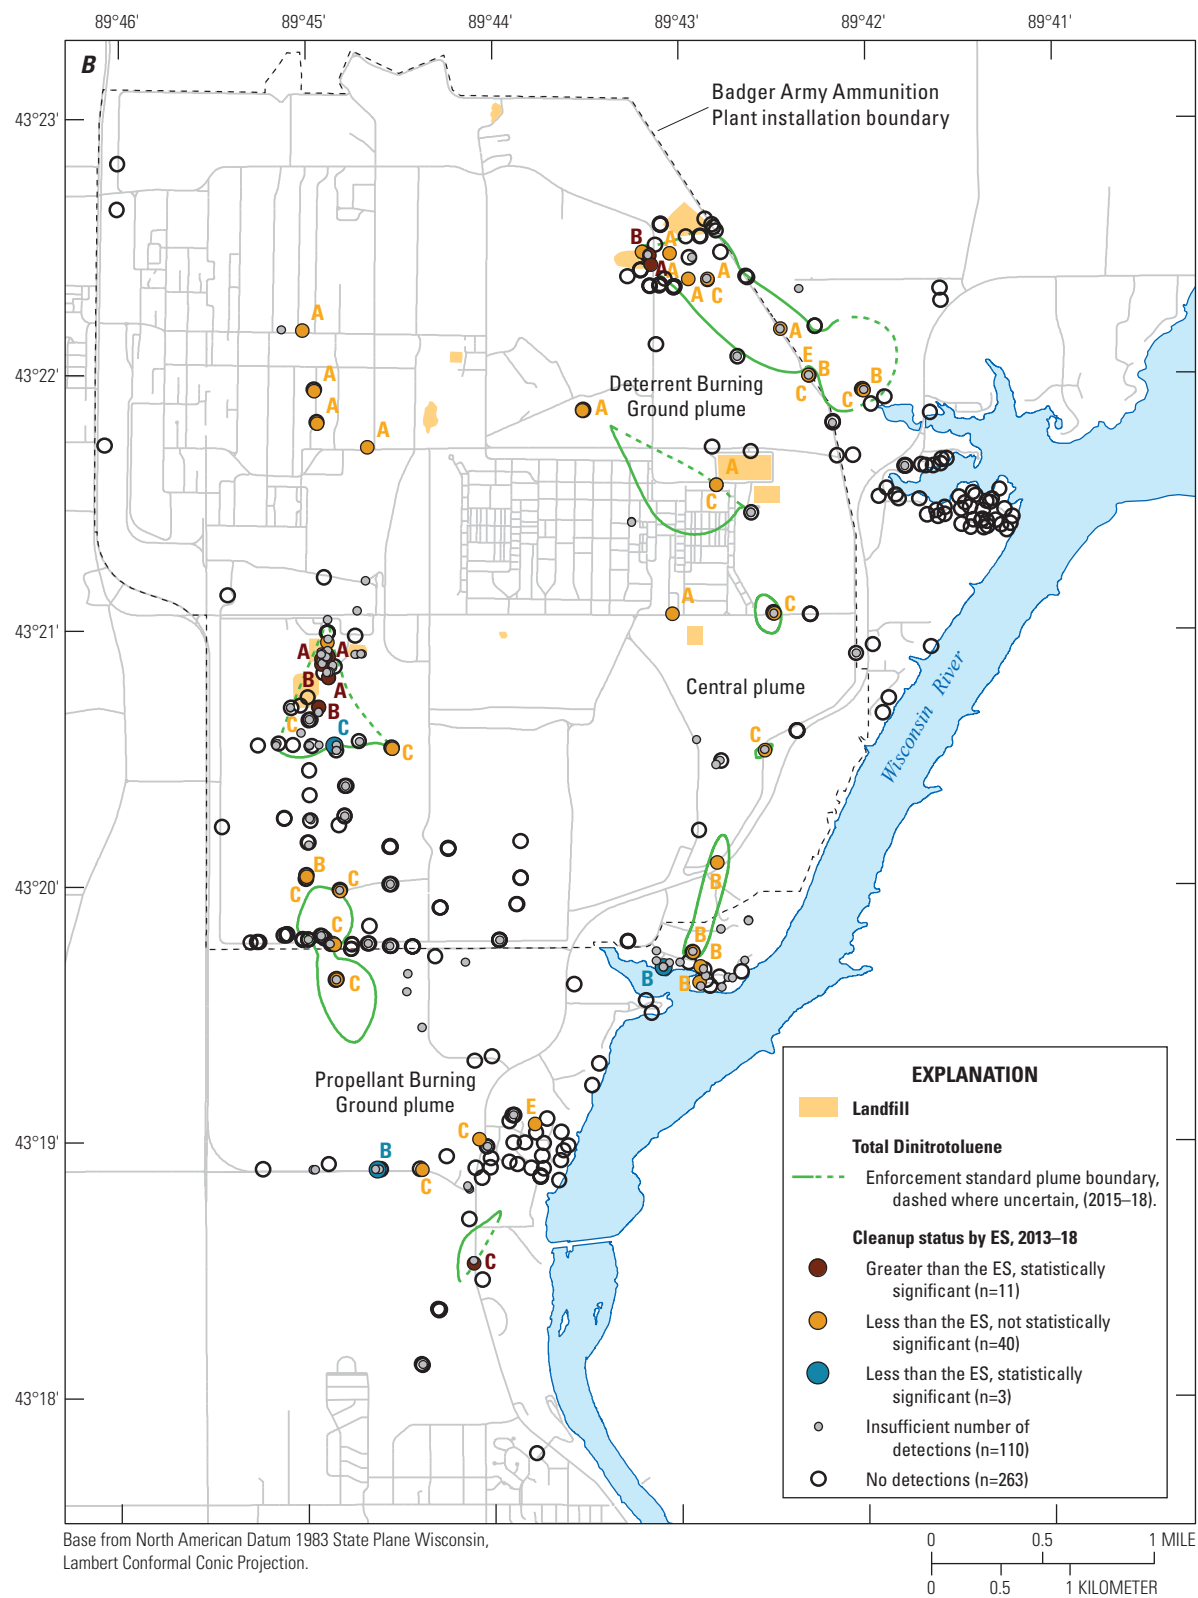 89°46' 89°45' 89°44' 89°43' 89°42' 89°41'
B
Badger Army Ammunition
Plant installation boundary
43°23'
B
A
A
A
A
A
C
A
A
E
B
C
B
C
43°22'
A
A
A
A
A
Deterrent Burning
Ground plume
A
C
A
C
43°21'
A
A
B
A
B
C
C
C
Central plume
C
Wisconsin River
B
C
C
43°20'
C
B
C
B
B
B
B
Propellant Burning
Ground plume
E
C
43°19'
B
C
C
43°18'
EXPLANATION
Landfill
Total Dinitrotoluene
Enforcement standard plume boundary,
dashed where uncertain, (2015–18).
Cleanup status by ES, 2013–18
Greater than the ES, statistically
significant (n=11)
Less than the ES, not statistically
significant (n=40)
Less than the ES, statistically
significant (n=3)
Insufficient number of
detections (n=110)
No detections (n=263)
Base from North American Datum 1983 State Plane Wisconsin,
Lambert Conformal Conic Projection.
0 0.5 1 MILE
0 0.5 1 KILOMETER